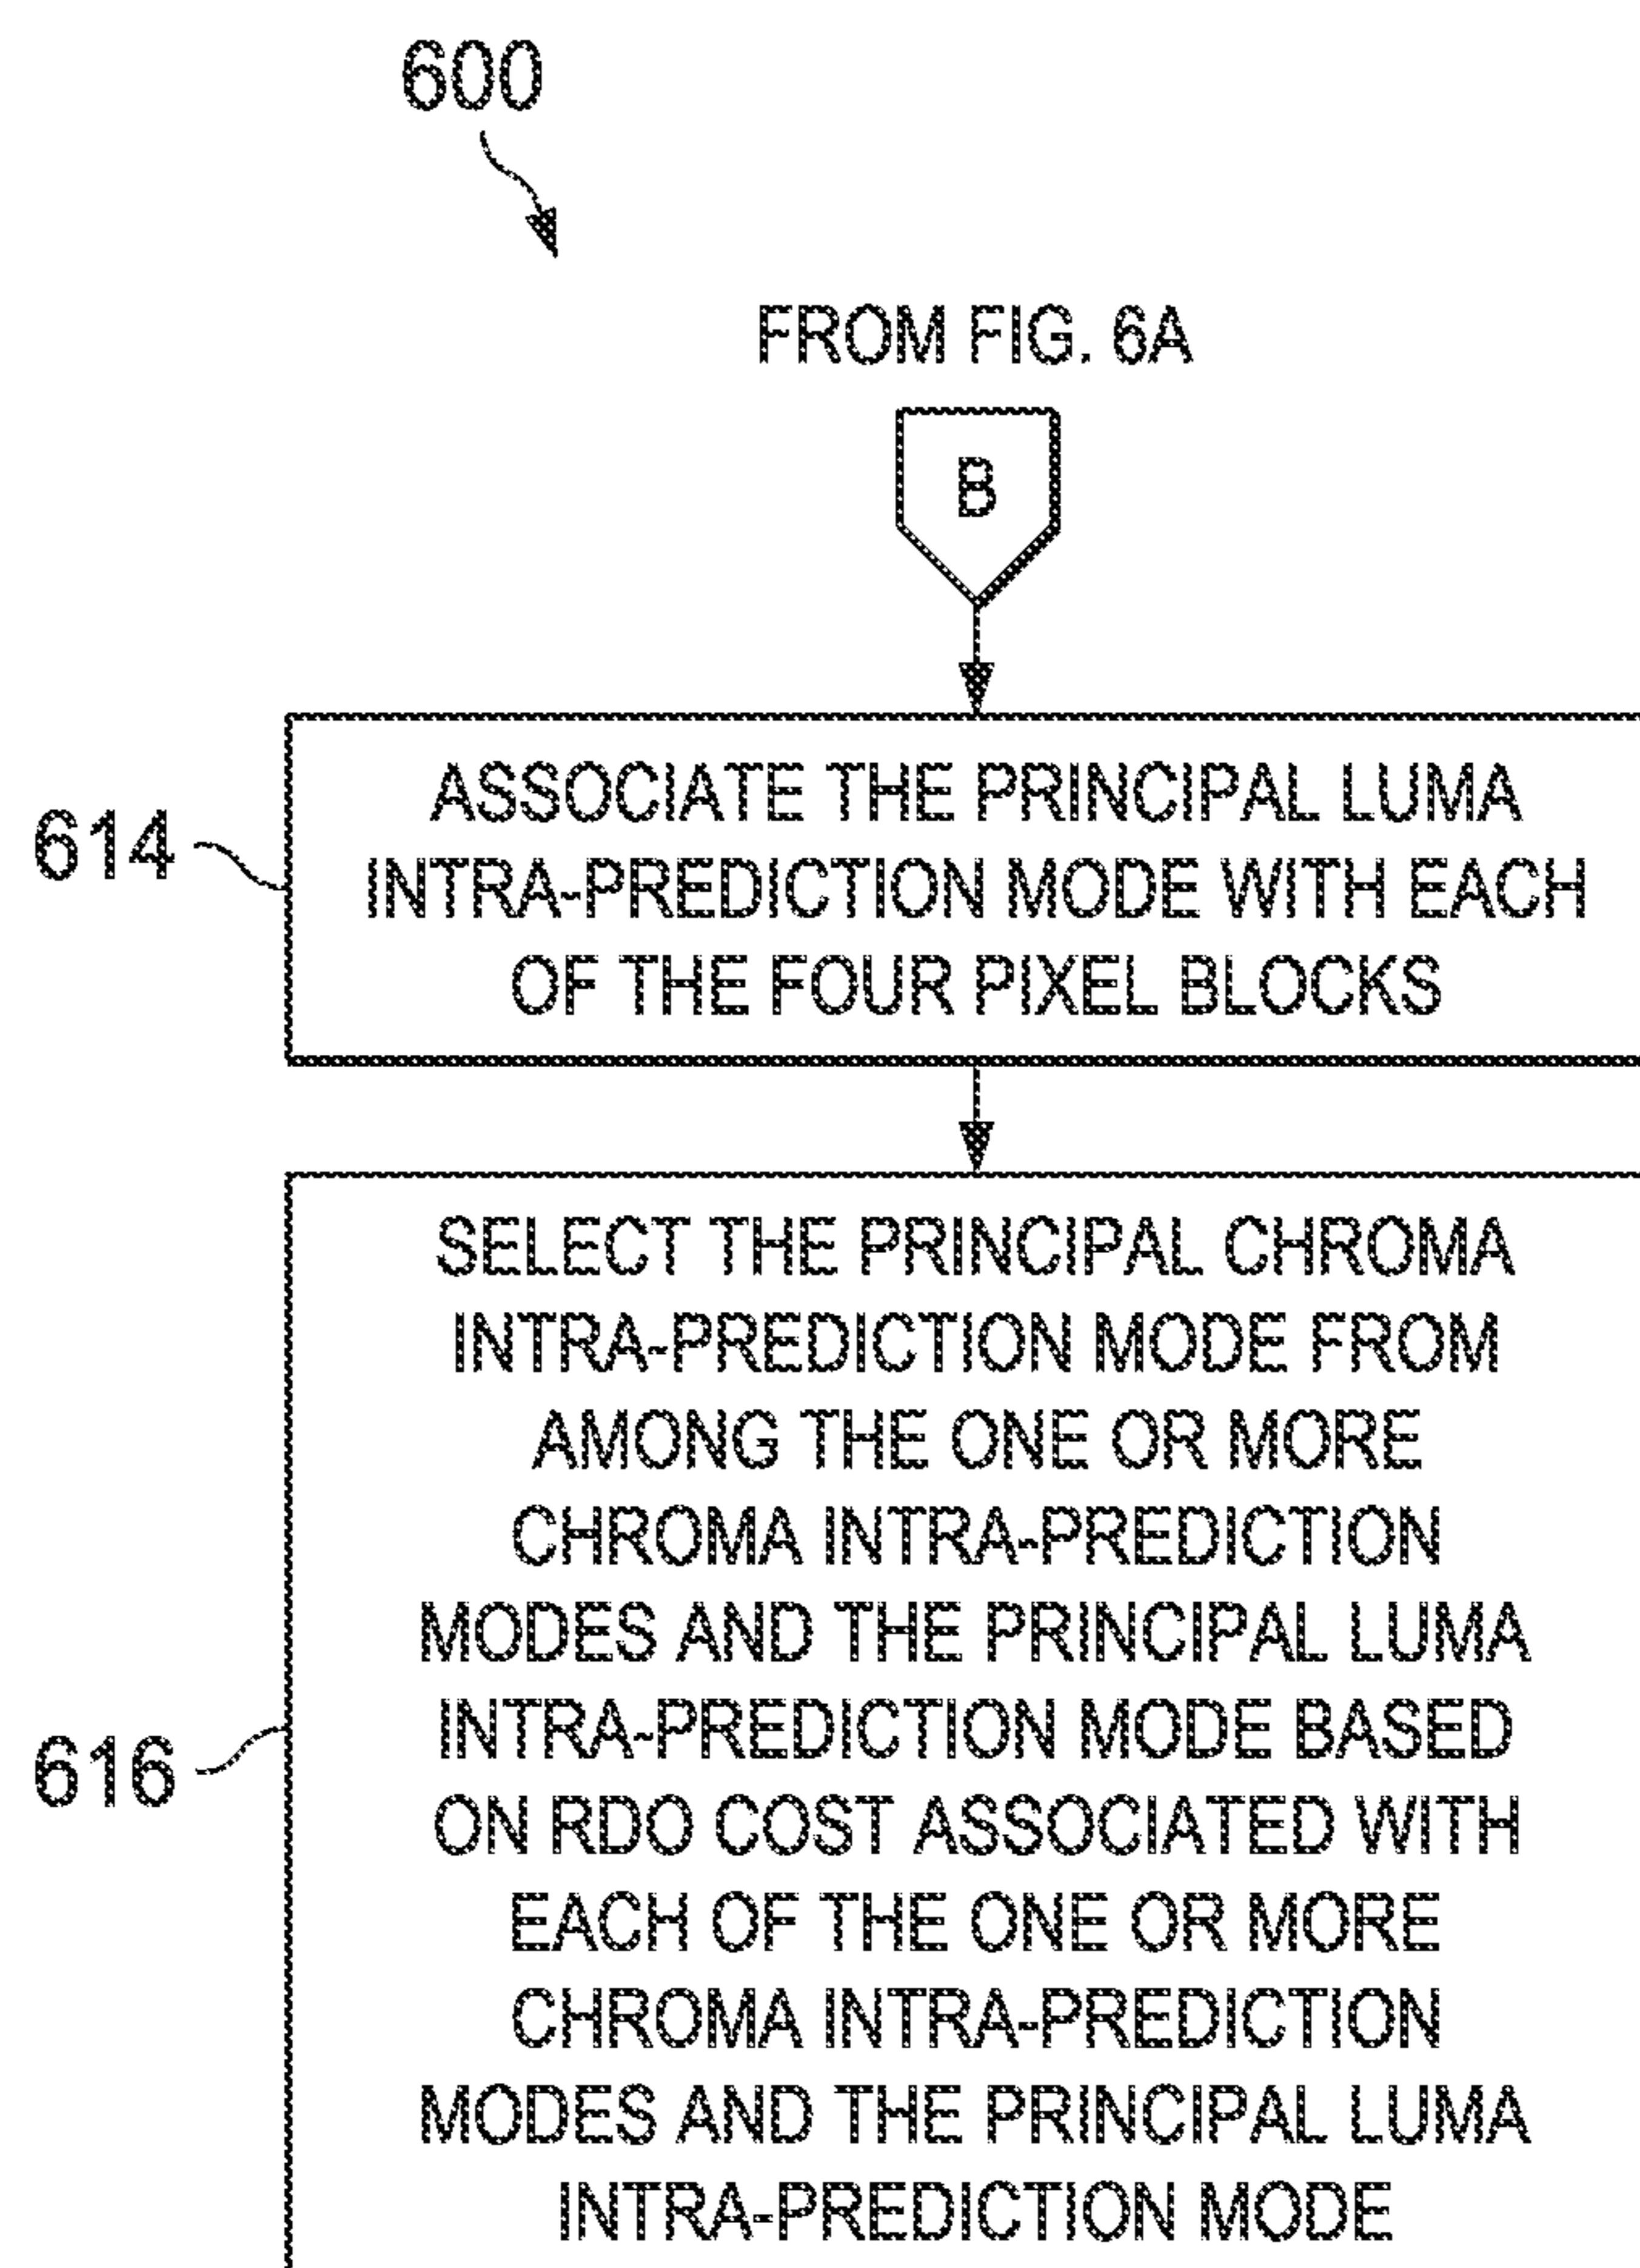 600
FROM FIG. 6A
B
614
ASSOCIATE THE PRINCIPAL LUMA
INTRA-PREDICTION MODE WITH EACH
OF THE FOUR PIXEL BLOCKS
616
SELECT THE PRINCIPAL CHROMA
INTRA-PREDICTION MODE FROM
AMONG THE ONE OR MORE
CHROMA INTRA-PREDICTION
MODES AND THE PRINCIPAL LUMA
INTRA-PREDICTION MODE BASED
ON RDO COST ASSOCIATED WITH
EACH OF THE ONE OR MORE
CHROMA INTRA-PREDICTION
MODES AND THE PRINCIPAL LUMA
INTRA-PREDICTION MODE